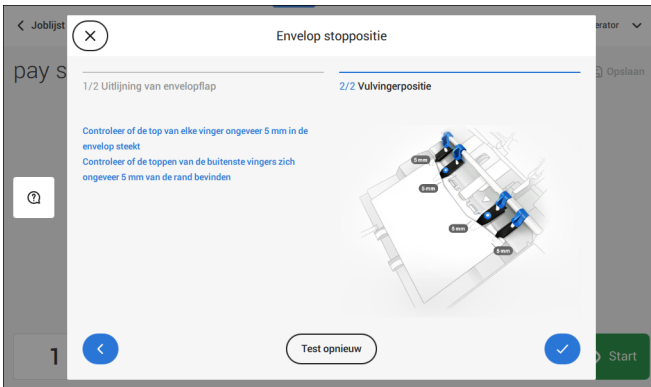 Joblijst
Envelop stoppositie
erator
pay s
Opslaan
1/2 Uitlijning van envelopflap
2/2 Vulvingerpositie
Controleer of de top van elke vinger ongeveer 5 mm in de
envelop steekt
Controleer of de toppen van de buitenste vingers zich
ongeveer 5 mm van de rand bevinden
5 mm
5 mm
5 mm
5 mm
1
Test opnieuw
Start